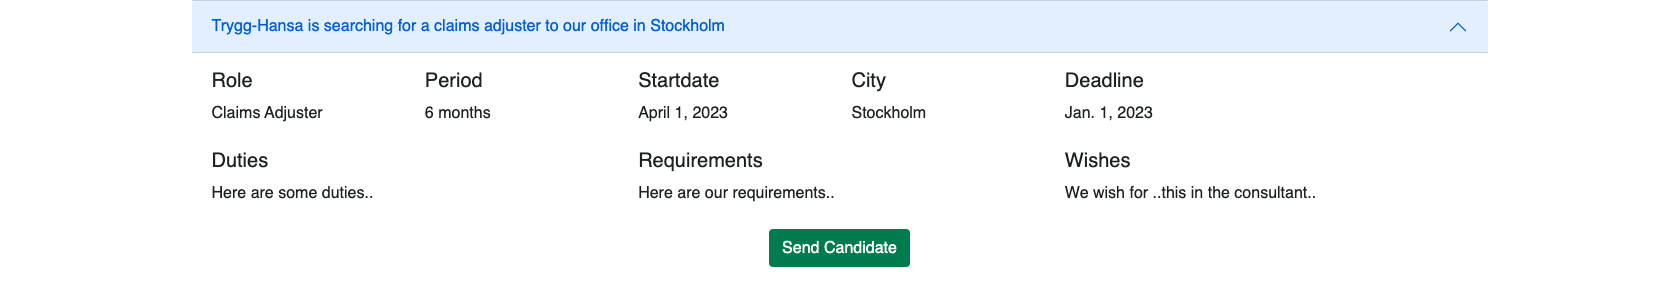 Trygg-Hansa is searching for a claims adjuster to our office in Stockholm
Role Period Startdate City Deadline
Claims Adjuster 6 months April 1, 2023 Stockholm Jan. 1, 2023
Duties Requirements Wishes
Here are some duties.. Here are our requirements.. We wish for ..this in the consultant..
Send Candidate